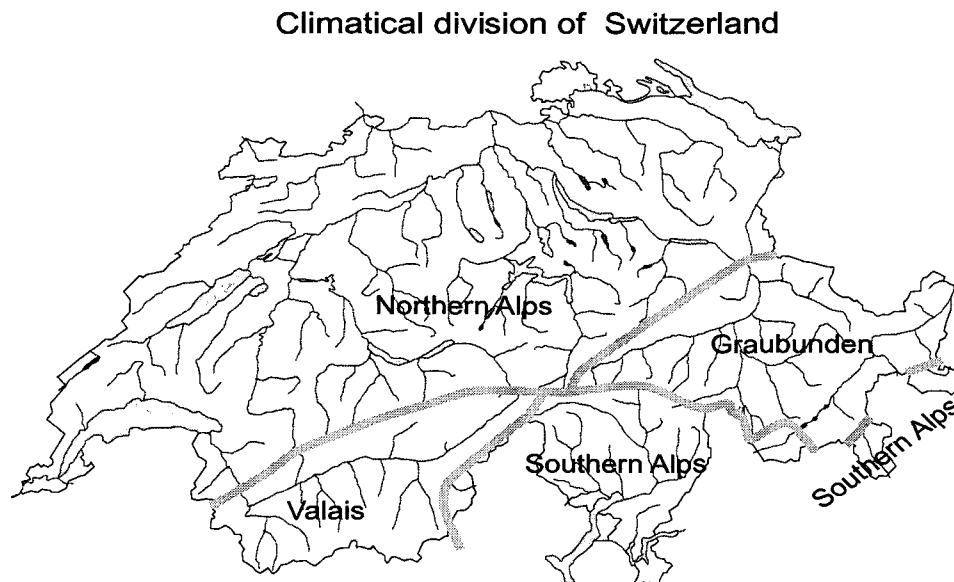 Climatical division of Switzerland
Northern Alps
Graubunden
Southern Alps
Southern Alps
Valais